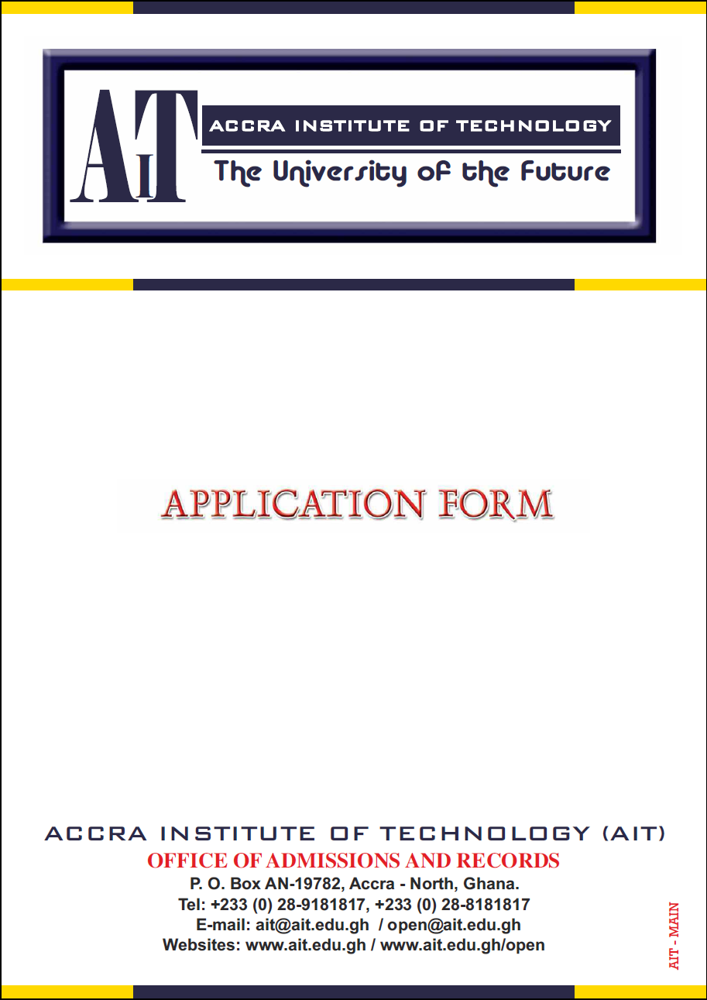 AIT
ACCRA INSTITUTE OF TECHNOLOGY
The University of the Future
APPLICATION FORM
ACCRA INSTITUTE OF TECHNOLOGY (AIT)
OFFICE OF ADMISSIONS AND RECORDS
P. O. Box AN-19782, Accra - North, Ghana.
Tel: +233 (0) 28-9181817, +233 (0) 28-8181817
E-mail: ait@ait.edu.gh / open@ait.edu.gh
Websites: www.ait.edu.gh / www.ait.edu.gh/open
AIT - MAIN